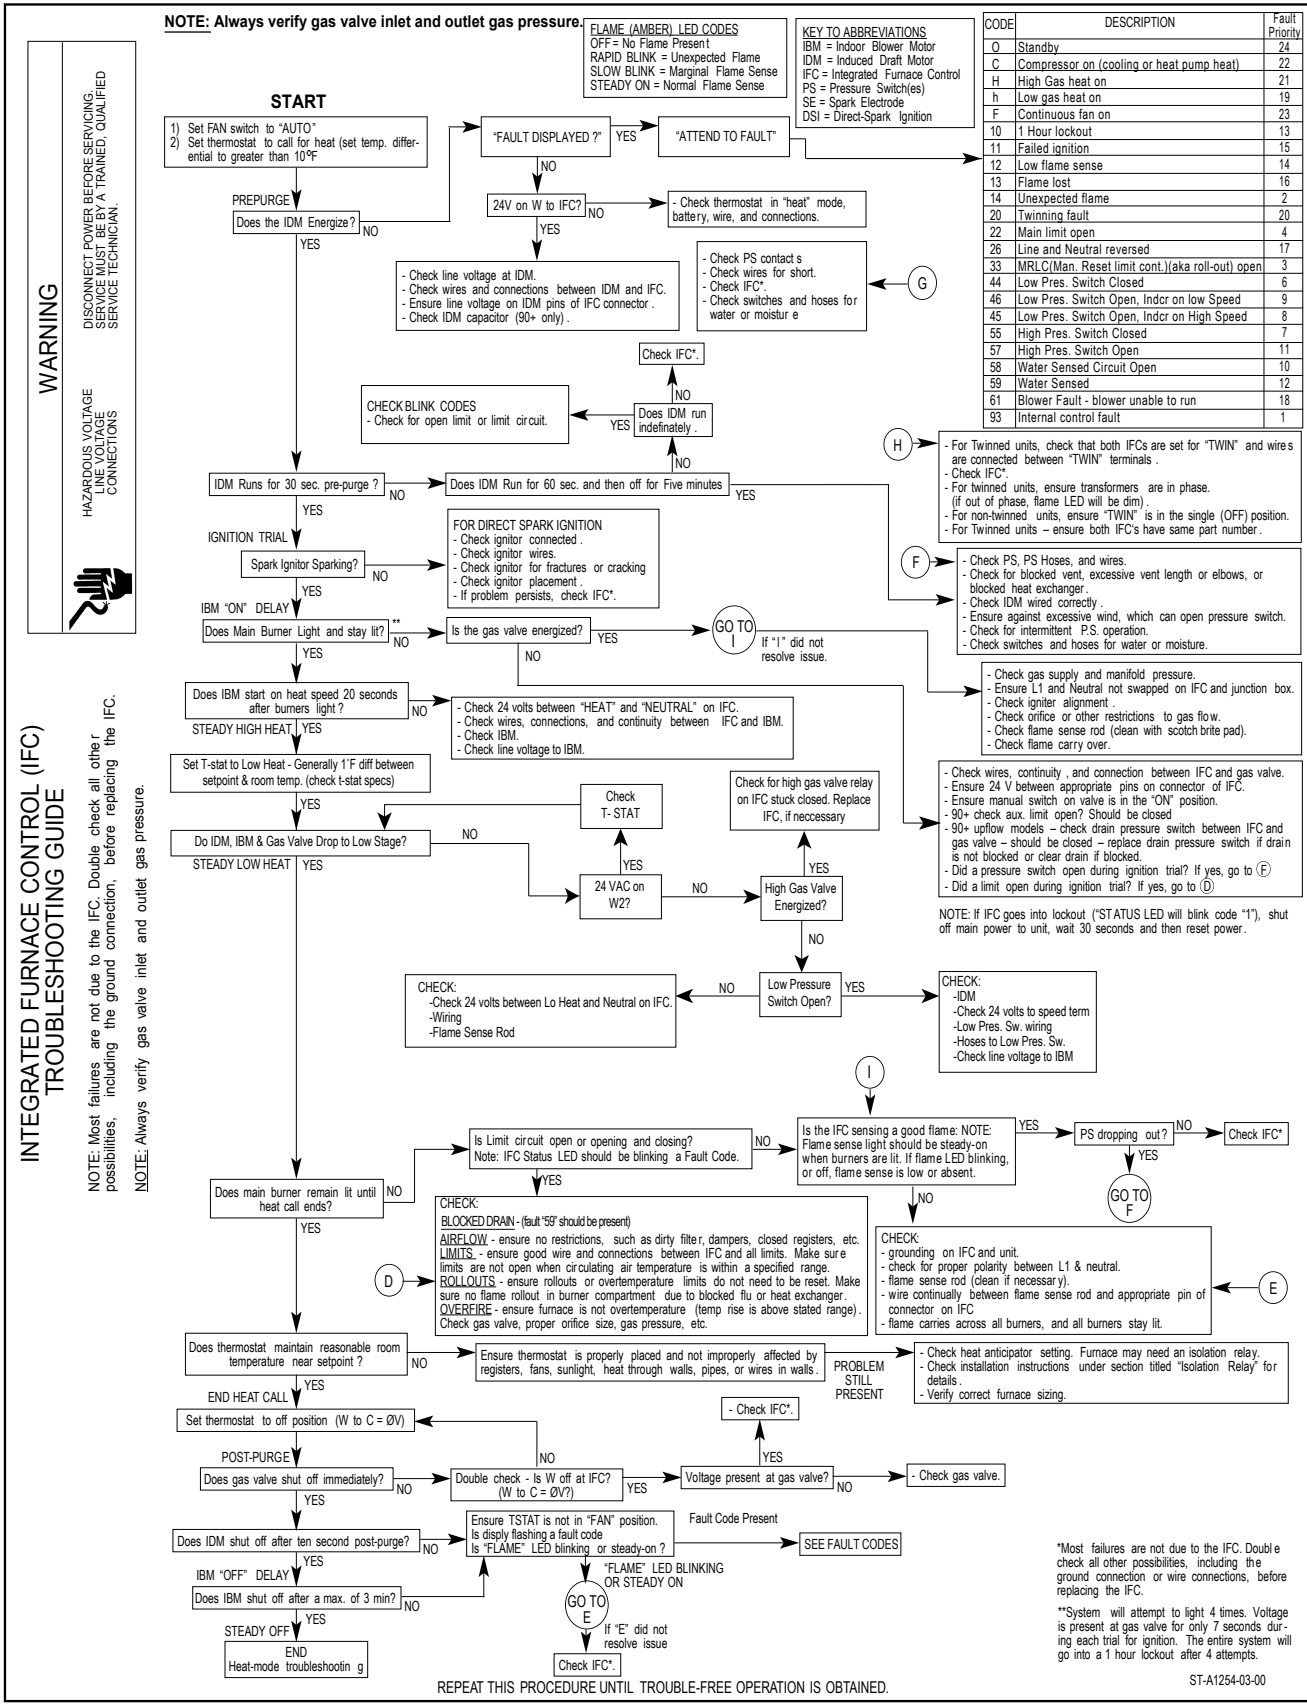 NOTE: Always verify gas valve inlet and outlet gas pressure.
FLAME (AMBER) LED CODES
OFF = No Flame Present
RAPID BLINK = Unexpected Flame
SLOW BLINK = Marginal Flame Sense
STEADY ON = Normal Flame Sense
KEY TO ABBREVIATIONS
IBM = Indoor Blower Motor
IDM = Induced Draft Motor
IFC = Integrated Furnace Control
PS = Pressure Switch(es)
SE = Spark Electrode
DSI = Direct-Spark Ignition
CODE DESCRIPTION Fault Priority
O Standby 24
C Compressor on (cooling or heat pump heat) 22
H High Gas heat on 21
h Low gas heat on 19
F Continuous fan on 23
10 1 Hour lockout 13
11 Failed ignition 15
12 Low flame sense 14
13 Flame lost 16
14 Unexpected flame 2
20 Twinning fault 20
22 Main limit open 4
26 Line and Neutral reversed 17
33 MRLC(Man. Reset limit cont.)(aka roll-out) open 3
44 Low Pres. Switch Closed 6
46 Low Pres. Switch Open, Indcr on low Speed 9
45 Low Pres. Switch Open, Indcr on High Speed 8
55 High Pres. Switch Closed 7
57 High Pres. Switch Open 11
58 Water Sensed Circuit Open 10
59 Water Sensed 12
61 Blower Fault - blower unable to run 18
93 Internal control fault 1
WARNING
DISCONNECT POWER BEFORE SERVICING.
SERVICE MUST BE BY A TRAINED, QUALIFIED
SERVICE TECHNICIAN.
HAZARDOUS VOLTAGE
LINE VOLTAGE
CONNECTIONS
INTEGRATED FURNACE CONTROL (IFC)
TROUBLESHOOTING GUIDE
NOTE: Most failures are not due to the IFC. Double check all other
possibilities, including the ground connection, before replacing the IFC.
NOTE: Always verify gas valve inlet and outlet gas pressure.
START
1) Set FAN switch to "AUTO"
2) Set thermostat to call for heat (set temp. differ-
ential to greater than 10°F
"FAULT DISPLAYED ?"
YES
"ATTEND TO FAULT"
NO
PREPURGE
Does the IDM Energize?
NO
YES
24V on W to IFC?
NO
YES
- Check thermostat in "heat" mode,
battery, wire, and connections.
- Check line voltage at IDM.
- Check wires and connections between IDM and IFC.
- Ensure line voltage on IDM pins of IFC connector .
- Check IDM capacitor (90+ only) .
- Check PS contact s
- Check wires for short.
- Check IFC*.
- Check switches and hoses for
water or moistur e
G
Check IFC*.
NO
CHECK BLINK CODES
- Check for open limit or limit circuit.
YES
Does IDM run
indefinately .
NO
IDM Runs for 30 sec. pre-purge ?
NO
YES
Does IDM Run for 60 sec. and then off for Five minutes
YES
H
- For Twinned units, check that both IFCs are set for "TWIN" and wires
are connected between "TWIN" terminals .
- Check IFC*.
- For twinned units, ensure transformers are in phase.
(if out of phase, flame LED will be dim) .
- For non-twinned units, ensure "TWIN" is in the single (OFF) position.
- For Twinned units – ensure both IFC's have same part number .
IGNITION TRIAL
Spark Ignitor Sparking?
NO
YES
FOR DIRECT SPARK IGNITION
- Check ignitor connected .
- Check ignitor wires.
- Check ignitor for fractures or cracking
- Check ignitor placement .
- If problem persists, check IFC*.
F
- Check PS, PS Hoses, and wires.
- Check for blocked vent, excessive vent length or elbows, or
blocked heat exchanger .
- Check IDM wired correctly .
- Ensure against excessive wind, which can open pressure switch.
- Check for intermittent P.S. operation.
- Check switches and hoses for water or moisture.
IBM "ON" DELAY
Does Main Burner Light and stay lit?
**
NO
YES
Is the gas valve energized?
YES
NO
GO TO
I
If "I" did not
resolve issue.
- Check gas supply and manifold pressure.
- Ensure L1 and Neutral not swapped on IFC and junction box.
- Check igniter alignment .
- Check orifice or other restrictions to gas flow.
- Check flame sense rod (clean with scotch brite pad).
- Check flame carry over.
Does IBM start on heat speed 20 seconds
after burners light ?
NO
- Check 24 volts between "HEAT" and "NEUTRAL" on IFC.
- Check wires, connections, and continuity between IFC and IBM.
- Check IBM.
- Check line voltage to IBM.
STEADY HIGH HEAT
YES
Set T-stat to Low Heat - Generally 1°F diff between
setpoint & room temp. (check t-stat specs)
YES
- Check wires, continuity , and connection between IFC and gas valve.
- Ensure 24 V between appropriate pins on connector of IFC.
- Ensure manual switch on valve is in the "ON" position.
- 90+ check aux. limit open? Should be closed
- 90+ upflow models – check drain pressure switch between IFC and
gas valve – should be closed – replace drain pressure switch if drain
is not blocked or clear drain if blocked.
- Did a pressure switch open during ignition trial? If yes, go to F
- Did a limit open during ignition trial? If yes, go to D
Check
T- STAT
Check for high gas valve relay
on IFC stuck closed. Replace
IFC, if neccessary
Do IDM, IBM & Gas Valve Drop to Low Stage?
NO
STEADY LOW HEAT
YES
YES
24 VAC on
W2?
NO
YES
High Gas Valve
Energized?
NO
NOTE: If IFC goes into lockout ("ST ATUS LED will blink code "1"), shut
off main power to unit, wait 30 seconds and then reset power .
CHECK:
-Check 24 volts between Lo Heat and Neutral on IFC.
-Wiring
-Flame Sense Rod
NO
Low Pressure
Switch Open?
YES
CHECK:
-IDM
-Check 24 volts to speed term
-Low Pres. Sw. wiring
-Hoses to Low Pres. Sw.
-Check line voltage to IBM
I
Is Limit circuit open or opening and closing?
Note: IFC Status LED should be blinking a Fault Code.
NO
YES
Is the IFC sensing a good flame: NOTE:
Flame sense light should be steady-on
when burners are lit. If flame LED blinking,
or off, flame sense is low or absent.
YES
NO
PS dropping out?
NO
Check IFC*
YES
GO TO
F
Does main burner remain lit until
heat call ends?
NO
YES
D
CHECK:
BLOCKED DRAIN - (fault "59" should be present)
AIRFLOW - ensure no restrictions, such as dirty filter, dampers, closed registers, etc.
LIMITS - ensure good wire and connections between IFC and all limits. Make sure
limits are not open when circulating air temperature is within a specified range.
ROLLOUTS - ensure rollouts or overtemperature limits do not need to be reset. Make
sure no flame rollout in burner compartment due to blocked flu or heat exchanger .
OVERFIRE - ensure furnace is not overtemperature (temp rise is above stated range) .
Check gas valve, proper orifice size, gas pressure, etc.
CHECK:
- grounding on IFC and unit.
- check for proper polarity between L1 & neutral.
- flame sense rod (clean if necessary).
- wire continually between flame sense rod and appropriate pin of
connector on IFC
- flame carries across all burners, and all burners stay lit.
E
Does thermostat maintain reasonable room
temperature near setpoint ?
NO
Ensure thermostat is properly placed and not improperly affected by
registers, fans, sunlight, heat through walls, pipes, or wires in walls .
PROBLEM
STILL
PRESENT
- Check heat anticipator setting. Furnace may need an isolation relay.
- Check installation instructions under section titled "Isolation Relay" for
details .
- Verify correct furnace sizing.
YES
END HEAT CALL
Set thermostat to off position (W to C = ØV)
- Check IFC*.
POST-PURGE
NO
YES
Does gas valve shut off immediately?
NO
YES
Double check - Is W off at IFC?
(W to C = ØV?)
YES
Voltage present at gas valve?
NO
- Check gas valve.
Does IDM shut off after ten second post-purge?
NO
YES
Ensure TSTAT is not in "FAN" position.
Is disply flashing a fault code
Is "FLAME" LED blinking or steady-on ?
Fault Code Present
SEE FAULT CODES
IBM "OFF" DELAY
Does IBM shut off after a max. of 3 min?
NO
"FLAME" LED BLINKING
OR STEADY ON
GO TO
E
YES
STEADY OFF
END
Heat-mode troubleshootin g
If "E" did not
resolve issue
Check IFC*.
*Most failures are not due to the IFC. Double
check all other possibilities, including the
ground connection or wire connections, before
replacing the IFC.
**System will attempt to light 4 times. Voltage
is present at gas valve for only 7 seconds dur-
ing each trial for ignition. The entire system will
go into a 1 hour lockout after 4 attempts.
ST-A1254-03-00
REPEAT THIS PROCEDURE UNTIL TROUBLE-FREE OPERATION IS OBTAINED.